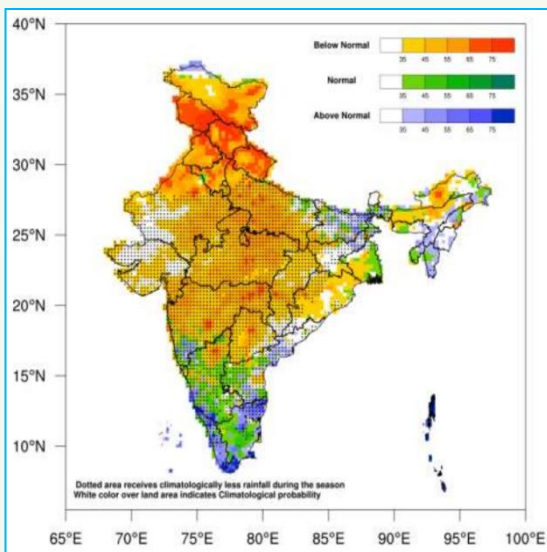 40°N
Below Normal
35 45 55 65 75
Normal
35 45 55 65 75
35°N
Above Normal
35 45 55 65 75
30°N
25°N
20°N
15°N
10°N
Dotted area receives climatologically less rainfall during the season
White color over land area indicates Climatological probability
65°E 70°E 75°E 80°E 85°E 90°E 95°E 100°E